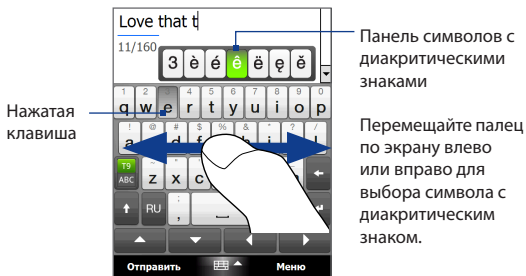 Love that t
11/160
3 è é ê ë ę ě
1 2 4 5 6 7 8 9 0
q w e r t y u i o p
! @ # $ % & * ? /
a
T9
ABC
z x c
RU ;
Отправить Меню
Нажатая
клавиша
Панель символов с
диакритическими
знаками
Перемещайте палец
по экрану влево
или вправо для
выбора символа с
диакритическим
знаком.